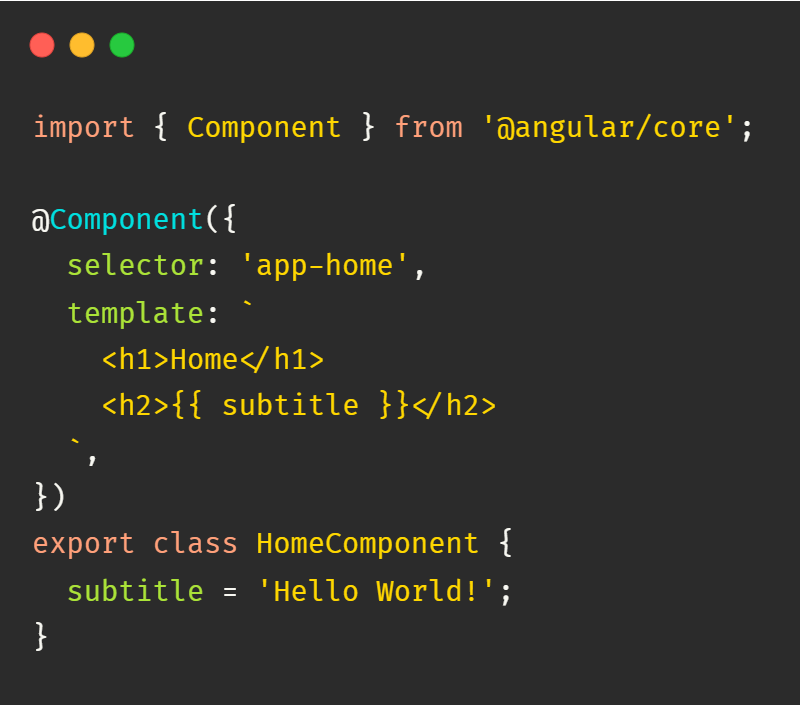 import { Component } from '@angular/core';

@Component({
  selector: 'app-home',
  template: `
    <h1>Home</h1>
    <h2>{{ subtitle }}</h2>
  `,
})
export class HomeComponent {
  subtitle = 'Hello World!';
}